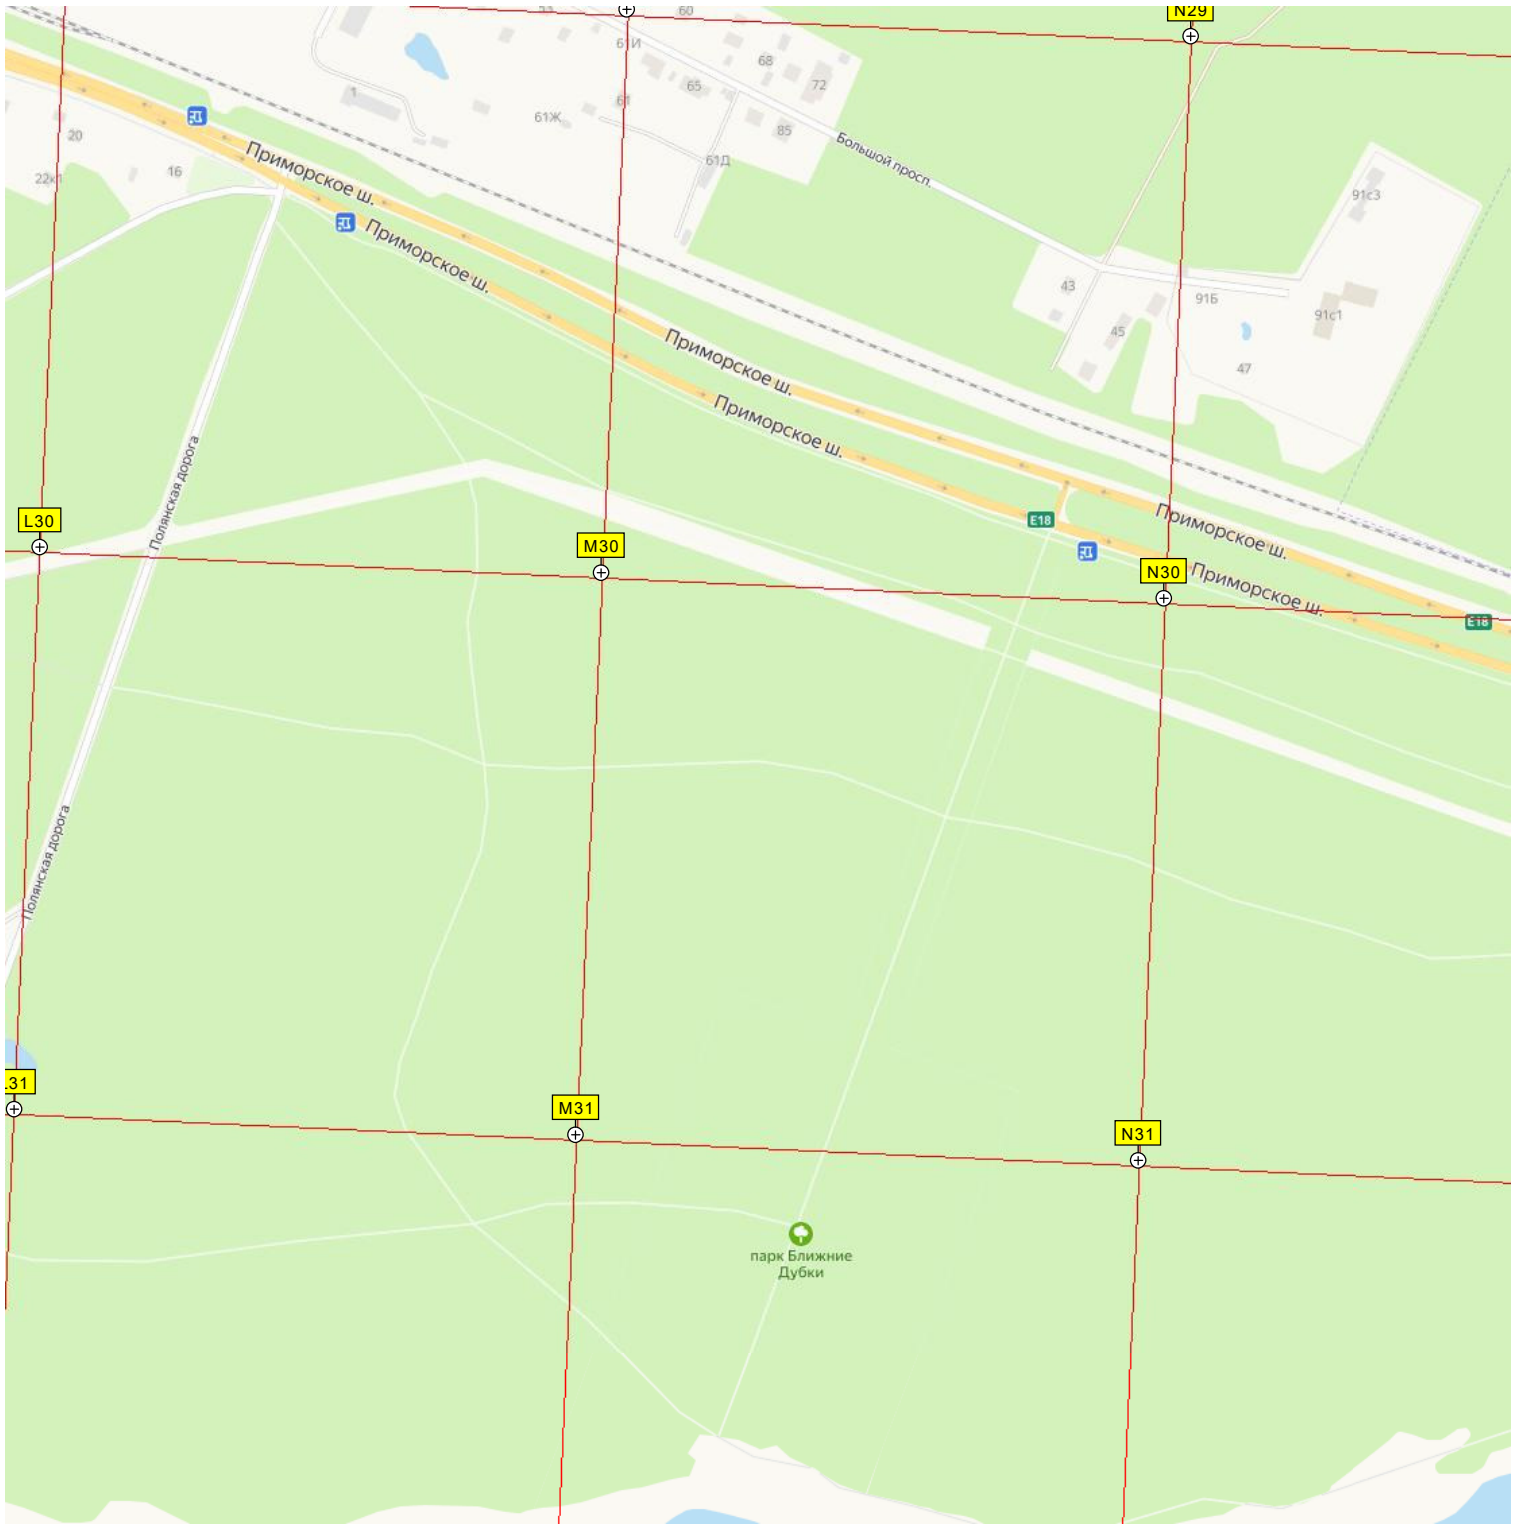 60
N29
61И
68
65
72
1
61
61Ж
85
20
Приморское ш.
Большой просп.
61Д
16
22к1
91с3
Приморское ш.
43
91Б
91с1
45
Приморское ш.
47
Приморское ш.
Полянская дорога
L30
E18
Приморское ш.
M30
N30
Приморское ш.
E18
Полянская дорога
31
M31
N31
парк Ближние
Дубки